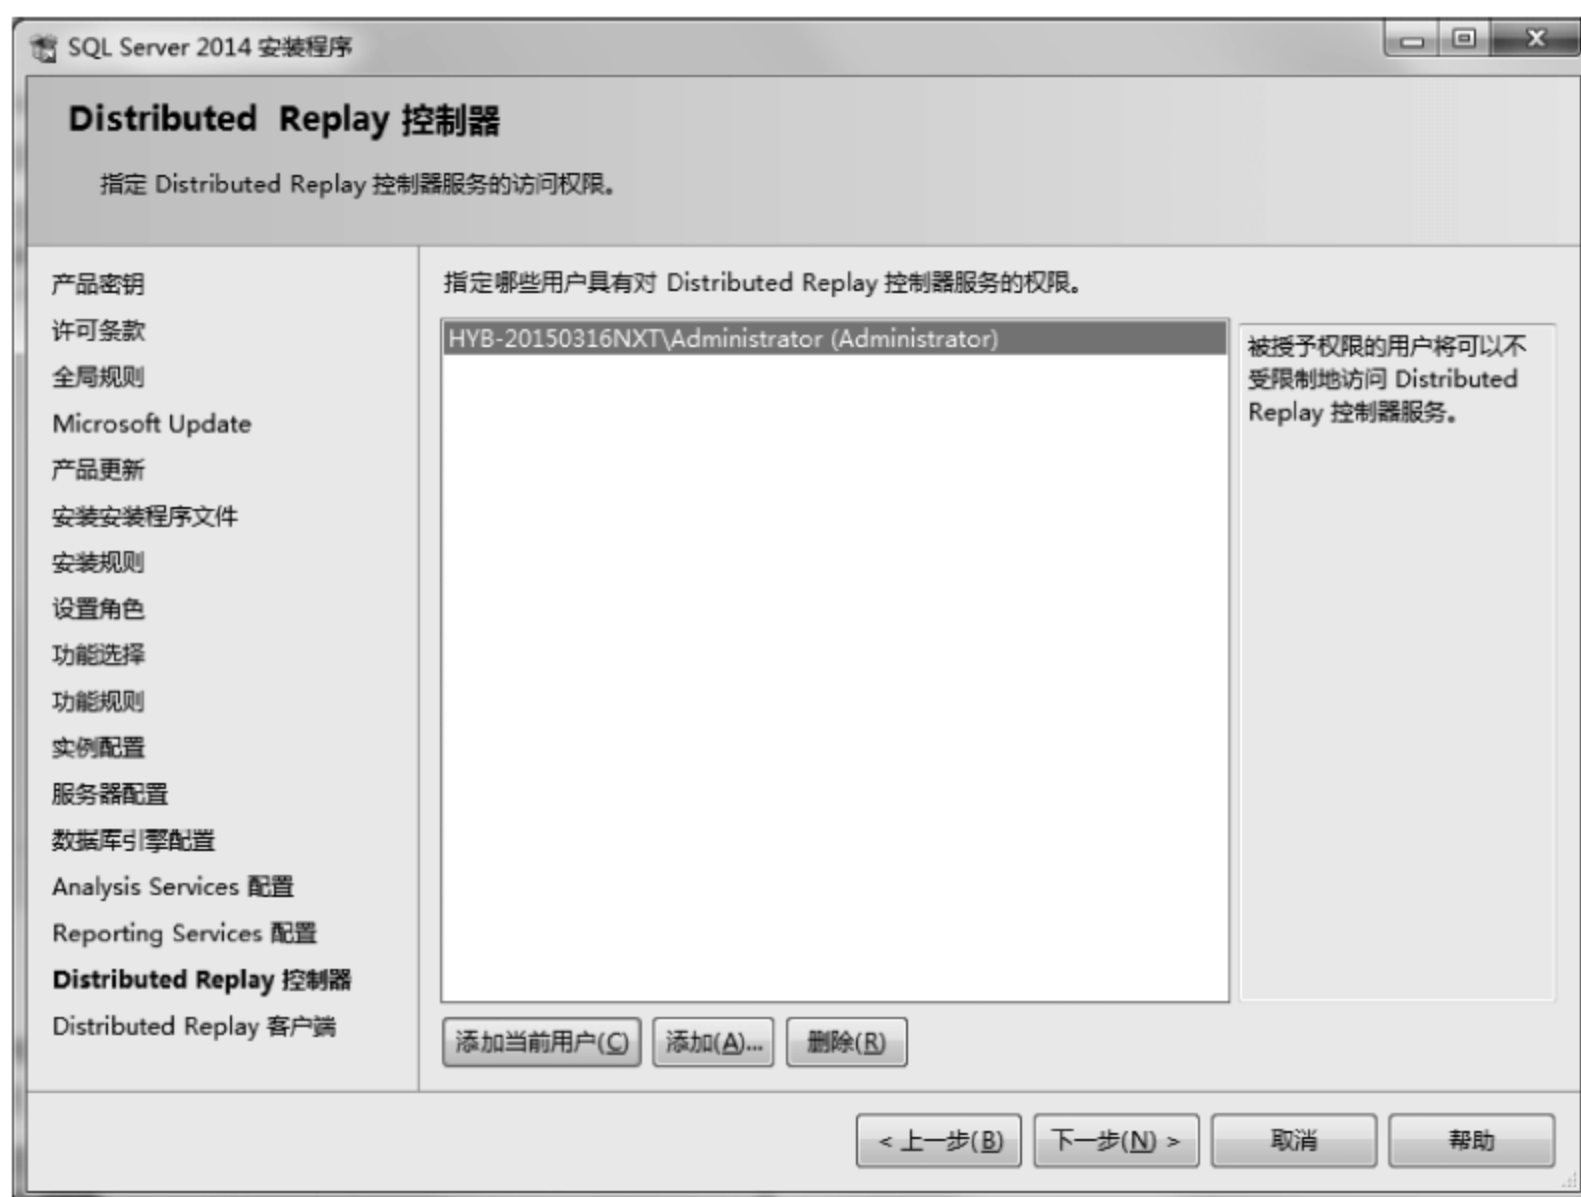 SQL Server 2014 安装程序
Distributed Replay 控制器
指定 Distributed Replay 控制器服务的访问权限。
产品密钥
许可条款
全局规则
Microsoft Update
产品更新
安装安装程序文件
安装规则
设置角色
功能选择
功能规则
实例配置
服务器配置
数据库引擎配置
Analysis Services 配置
Reporting Services 配置
Distributed Replay 控制器
Distributed Replay 客户端
指定哪些用户具有对 Distributed Replay 控制器服务的权限。
HYB-20150316NXT\Administrator (Administrator)
被授予权限的用户将可以不
受限制地访问 Distributed
Replay 控制器服务。
添加当前用户(C) 添加(A)... 删除(R)
< 上一步(B) 下一步(N) > 取消 帮助